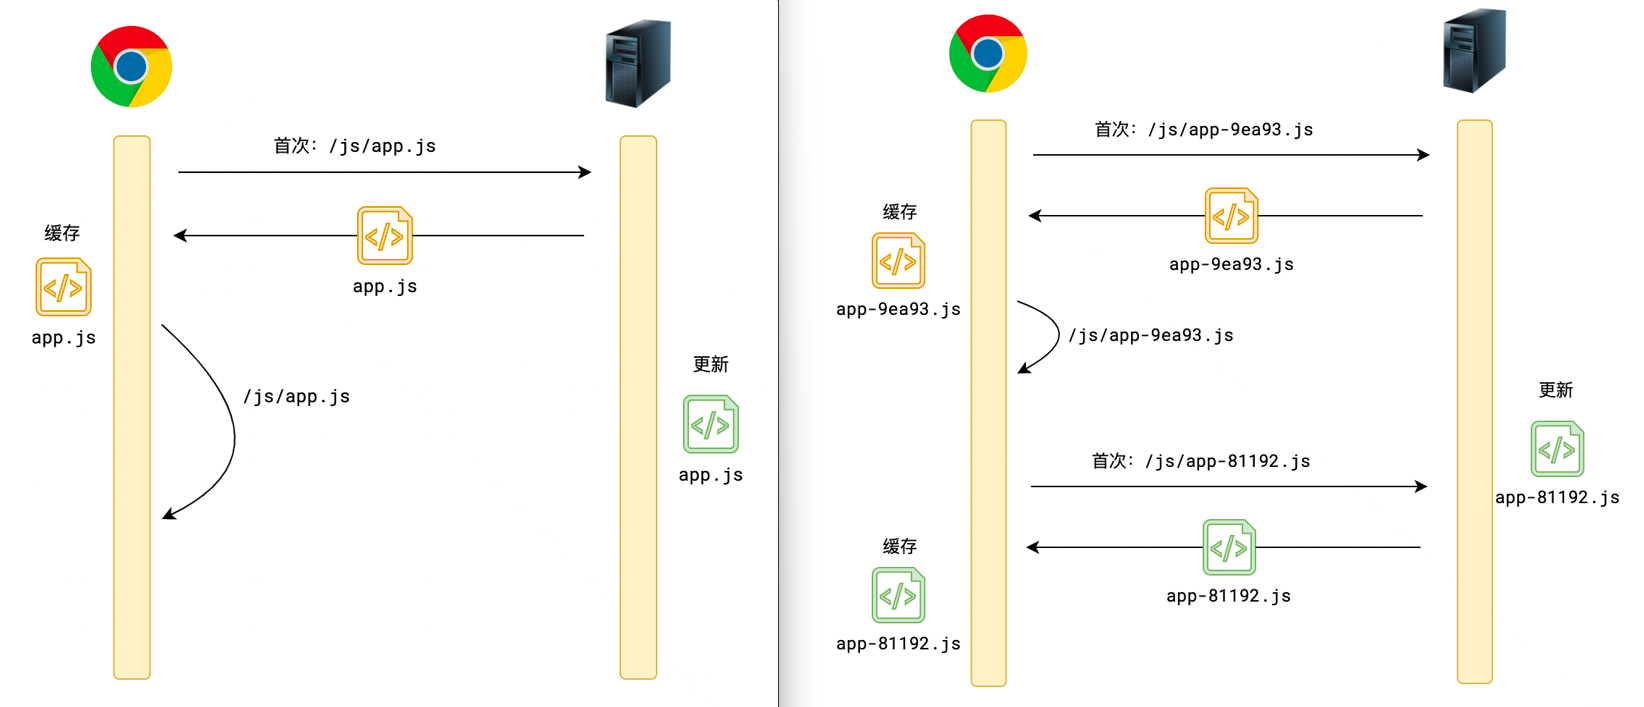 首次：/js/app.js
app.js
缓存
app.js
/js/app.js
更新
app.js
首次：/js/app-9ea93.js
app-9ea93.js
缓存
app-9ea93.js
/js/app-9ea93.js
更新
app-81192.js
首次：/js/app-81192.js
app-81192.js
缓存
app-81192.js